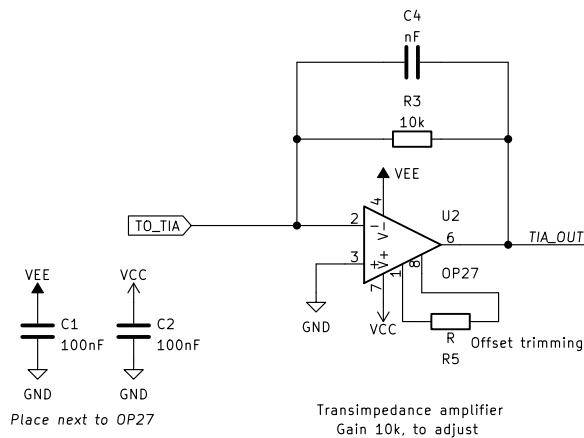 C4
nF
R3
10k
VEE
4
U2
TO_TIA
2
−
V-
6
TIA_OUT
3
+
V+
1
8
OP27
7
VCC
GND
R
R5
Offset trimming
VEE
VCC
C1
100nF
C2
100nF
GND
GND
Place next to OP27
Transimpedance amplifier
Gain 10k, to adjust